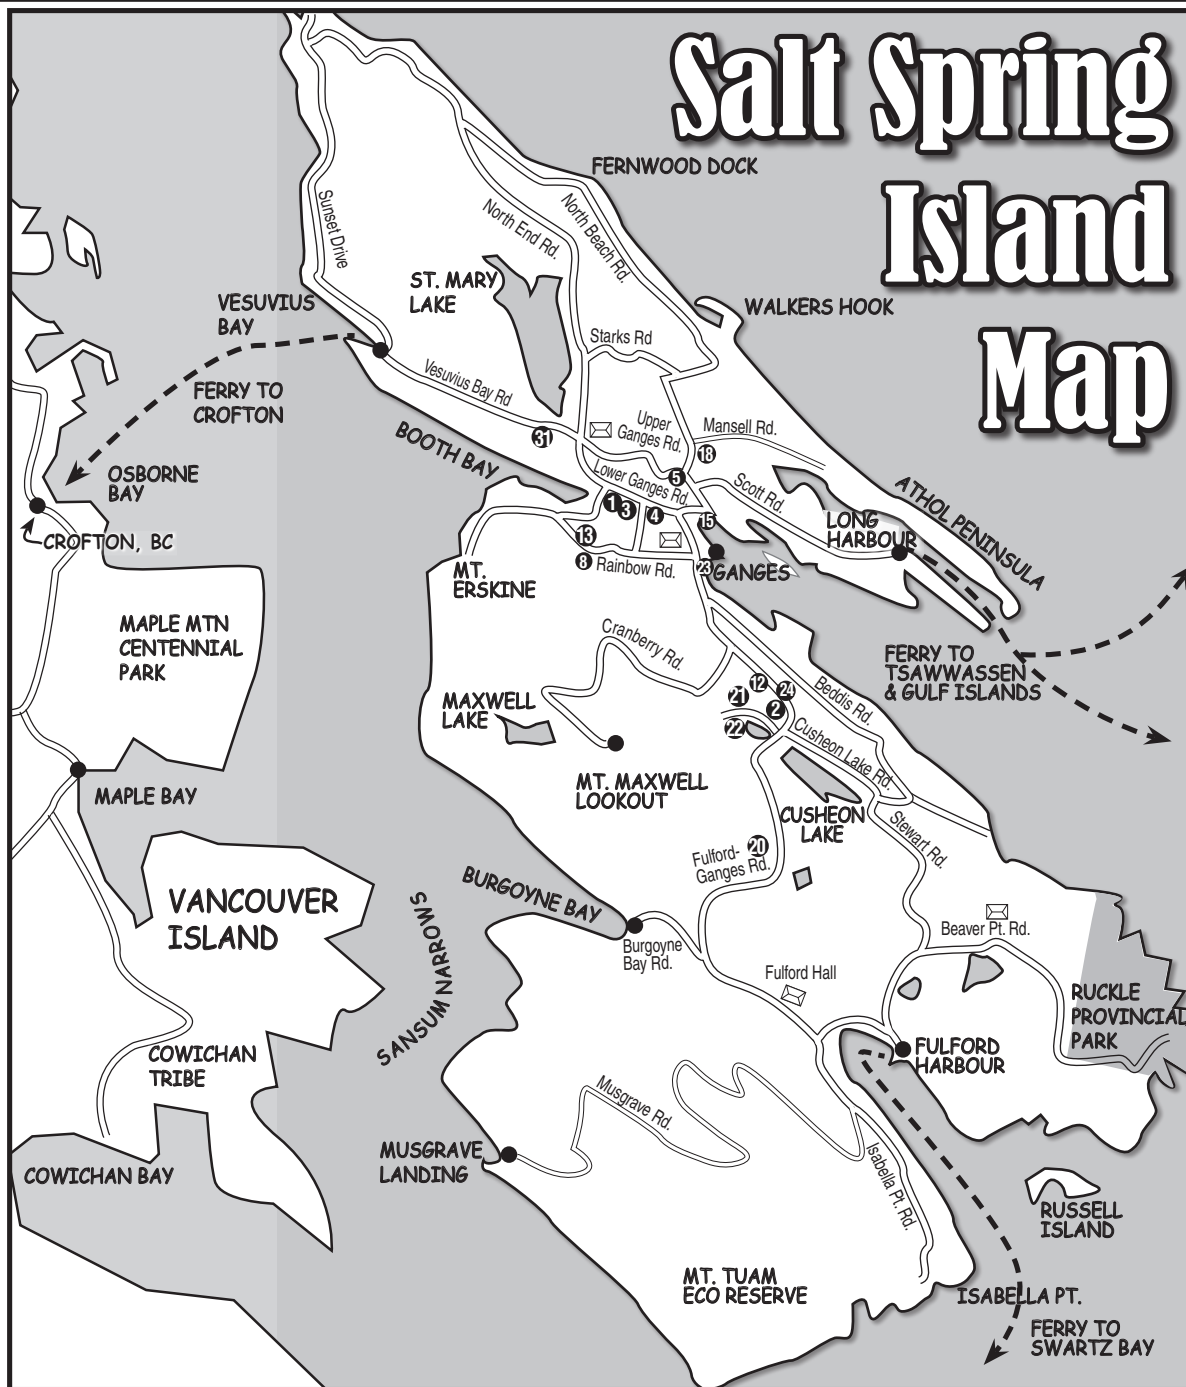 Salt Spring
Island
Map
FERNWOOD DOCK
Sunset Drive
North End Rd.
North Beach Rd.
ST. MARY
LAKE
VESUVIUS
BAY
WALKERS HOOK
Starks Rd
FERRY TO
CROFTON
Vesuvius Bay Rd
Upper
Ganges Rd.
Mansell Rd.
31
18
BOOTH BAY
Lower Ganges Rd.
5
Scott Rd.
ATHOL PENINSULA
OSBORNE
BAY
1
3
4
15
LONG
HARBOUR
CROFTON, BC
13
8
Rainbow Rd.
23
GANGES
MT.
ERSKINE
MAPLE MTN
CENTENNIAL
PARK
Cranberry Rd.
FERRY TO
TSAWWASSEN
& GULF ISLANDS
12
21
24
2
22
Beddis Rd.
MAXWELL
LAKE
Cusheon Lake Rd.
MT. MAXWELL
LOOKOUT
MAPLE BAY
CUSHEON
LAKE
Stewart Rd.
20
Fulford-
Ganges Rd.
VANCOUVER
ISLAND
BURGOYNE BAY
SANSUM NARROWS
Burgoyne
Bay Rd.
Beaver Pt. Rd.
Fulford Hall
RUCKLE
PROVINCIAL
PARK
COWICHAN
TRIBE
FULFORD
HARBOUR
Musgrave Rd.
MUSGRAVE
LANDING
COWICHAN BAY
Isabella Pt. Rd.
RUSSELL
ISLAND
MT. TUAM
ECO RESERVE
ISABELLA PT.
FERRY TO
SWARTZ BAY